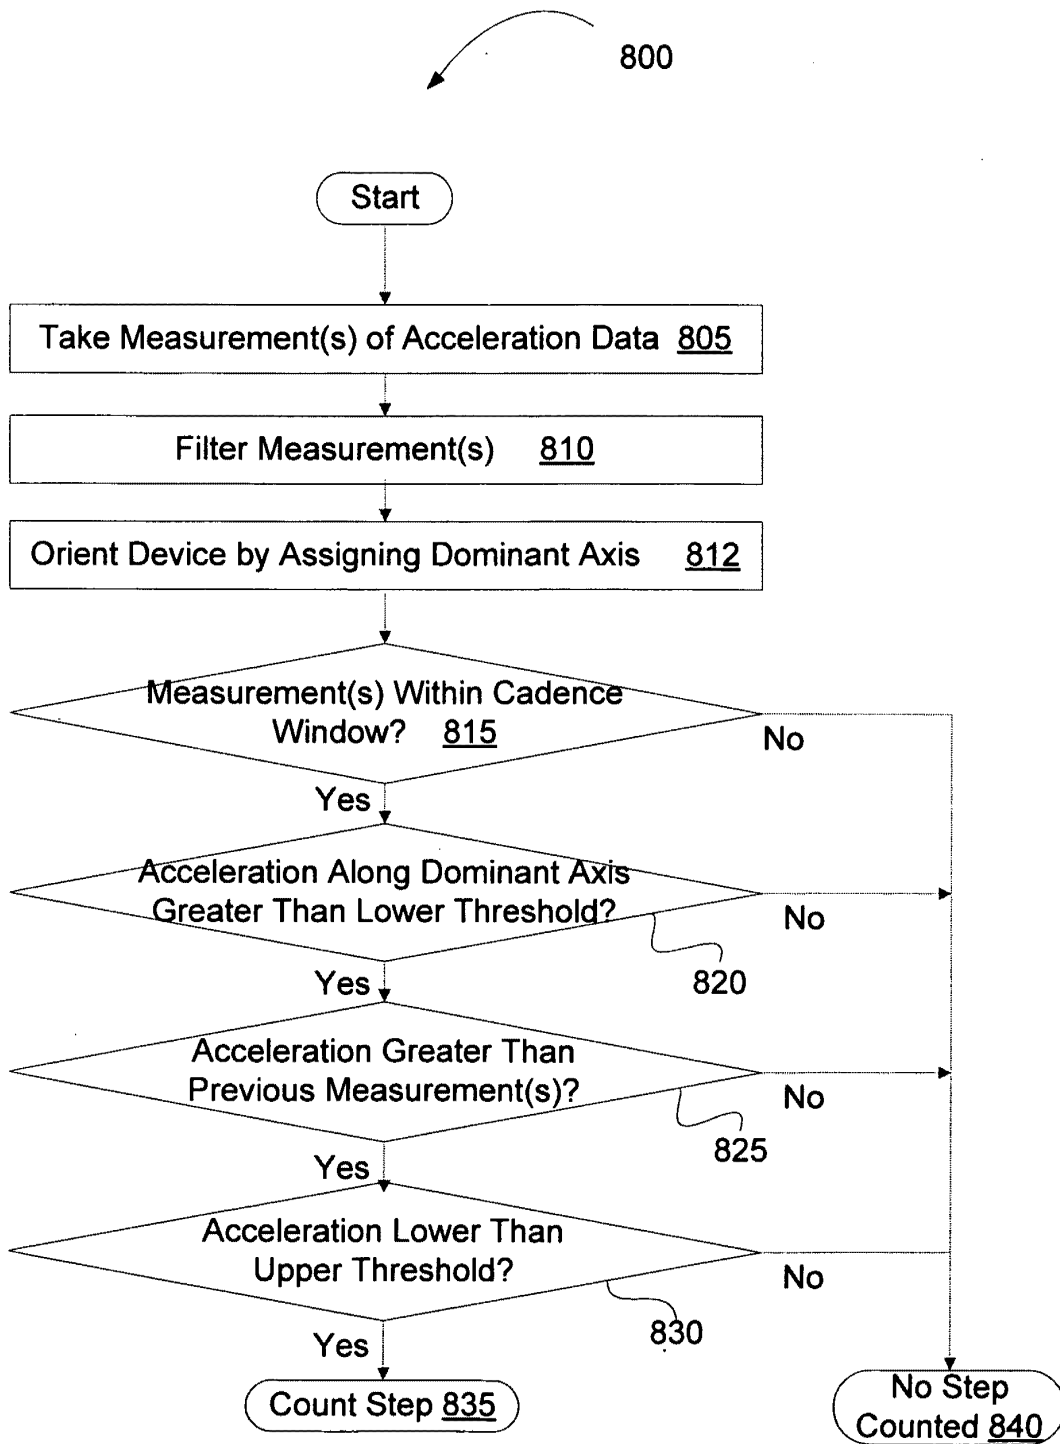 800
Start
Take Measurement(s) of Acceleration Data 805
Filter Measurement(s) 810
Orient Device by Assigning Dominant Axis 812
Measurement(s) Within Cadence
Window? 815
No
Yes
Acceleration Along Dominant Axis
Greater Than Lower Threshold?
No
820
Yes
Acceleration Greater Than
Previous Measurement(s)?
No
825
Yes
Acceleration Lower Than
Upper Threshold?
No
830
Yes
Count Step 835
No Step
Counted 840